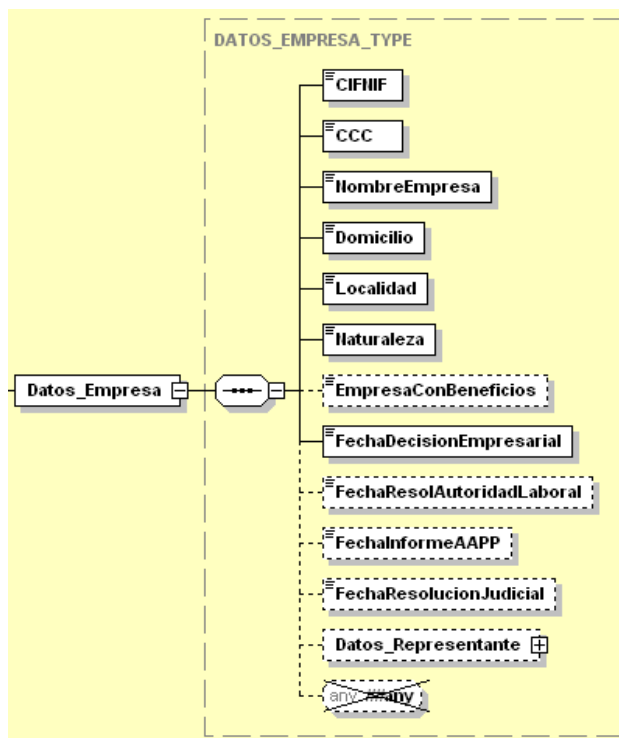 DATOS_EMPRESA_TYPE
CIFNIF
CCC
NombreEmpresa
Domicilio
Localidad
Naturaleza
Datos_Empresa
EmpresaConBeneficios
FechaDecisionEmpresarial
FechaResolAutoridadLaboral
FechaInformeAAPP
FechaResolucionJudicial
Datos_Representante
any ##any